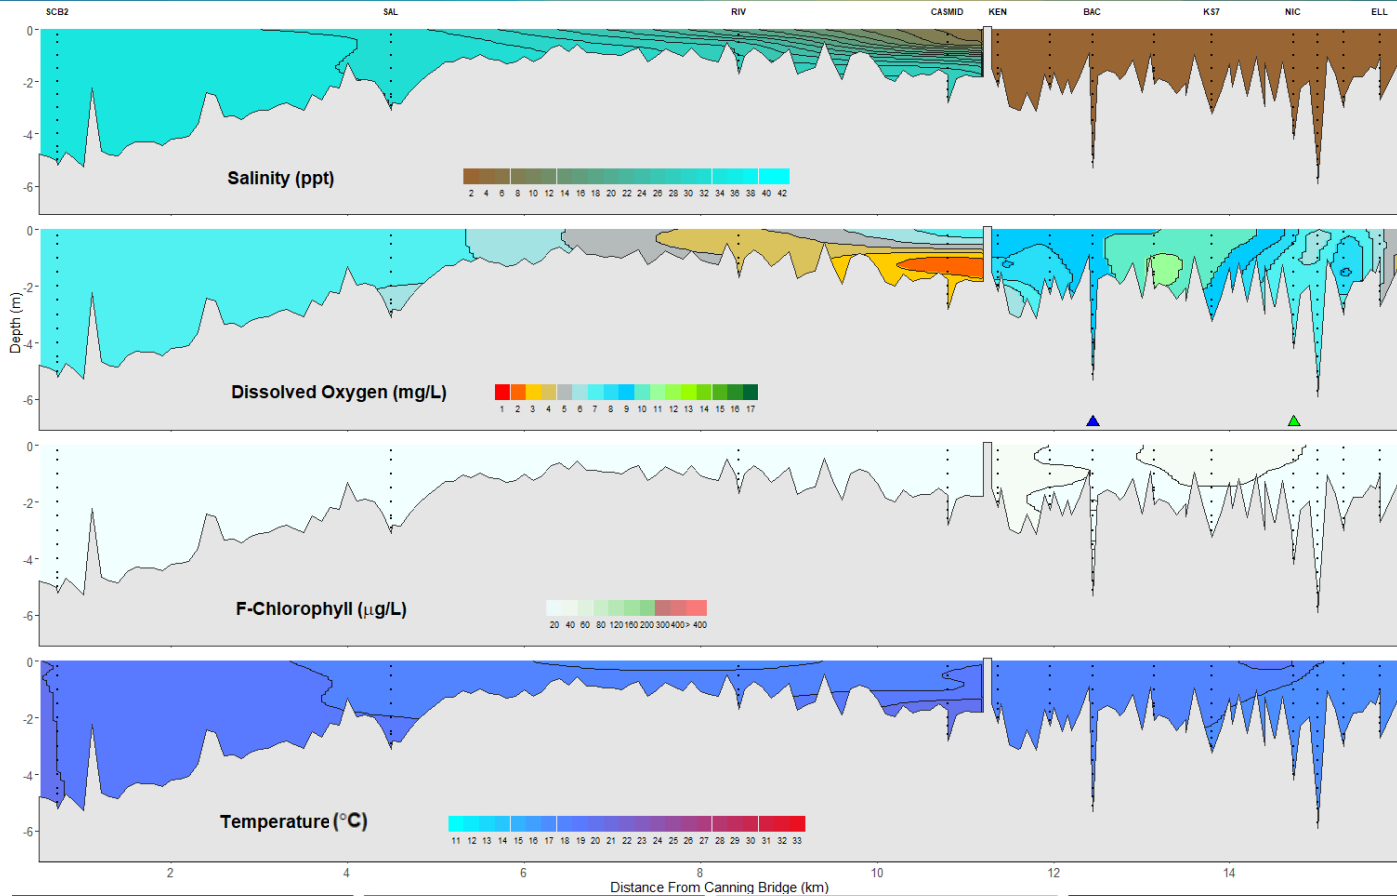 SCB2 SAL RIV CASMID KEN BAC KS7 NIC ELL
0
-2
-4
-6
Salinity (ppt)
2 4 6 8 10 12 14 16 18 20 22 24 26 28 30 32 34 36 38 40 42
0
-2
-4
-6
Depth (m)
Dissolved Oxygen (mg/L)
1 2 3 4 5 6 7 8 9 10 11 12 13 14 15 16 17
0
-2
-4
-6
F-Chlorophyll (μg/L)
20 40 60 80 120 160 200 300 400 > 400
0
-2
-4
-6
Temperature (°C)
11 12 13 14 15 16 17 18 19 20 21 22 23 24 25 26 27 28 29 30 31 32 33
2 4 6 8 10 12 14
Distance From Canning Bridge (km)